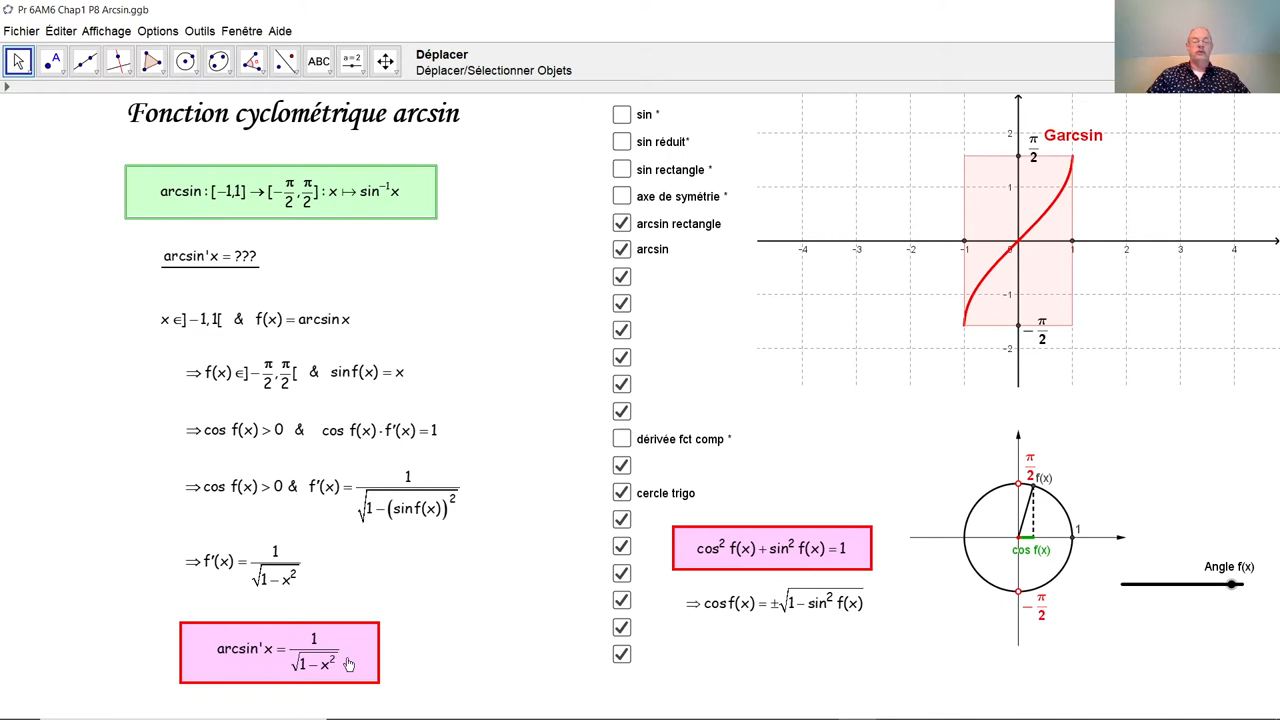 Pr 6AM6 Chap1 P8 Arcsin.ggb
Fichier Éditer Affichage Options Outils Fenêtre Aide
A ABC a=2
Déplacer
Déplacer/Sélectionner Objets
Fonction cyclométrique arcsin
arcsin : [−1,1] → [−π/2, π/2] : x ↦ sin⁻¹x
arcsin'x = ???
x ∈]−1,1[ & f(x) = arcsin x
⇒ f(x) ∈]−π/2, π/2[ & sin f(x) = x
⇒ cos f(x) > 0 & cos f(x) · f'(x) = 1
⇒ cos f(x) > 0 & f'(x) = 1/√(1−(sin f(x))²)
⇒ f'(x) = 1/√(1−x²)
arcsin'x = 1/√(1−x²)
sin *
sin réduit*
sin rectangle *
axe de symétrie *
arcsin rectangle
arcsin
dérivée fct comp *
cercle trigo
cos² f(x) + sin² f(x) = 1
⇒ cos f(x) = ±√(1−sin² f(x))
Garcsin
2
π/2
1
−4 −3 −2 −1 0 1 2 3 4
−1
−π/2
−2
π/2
f(x)
1
cos f(x)
−π/2
Angle f(x)